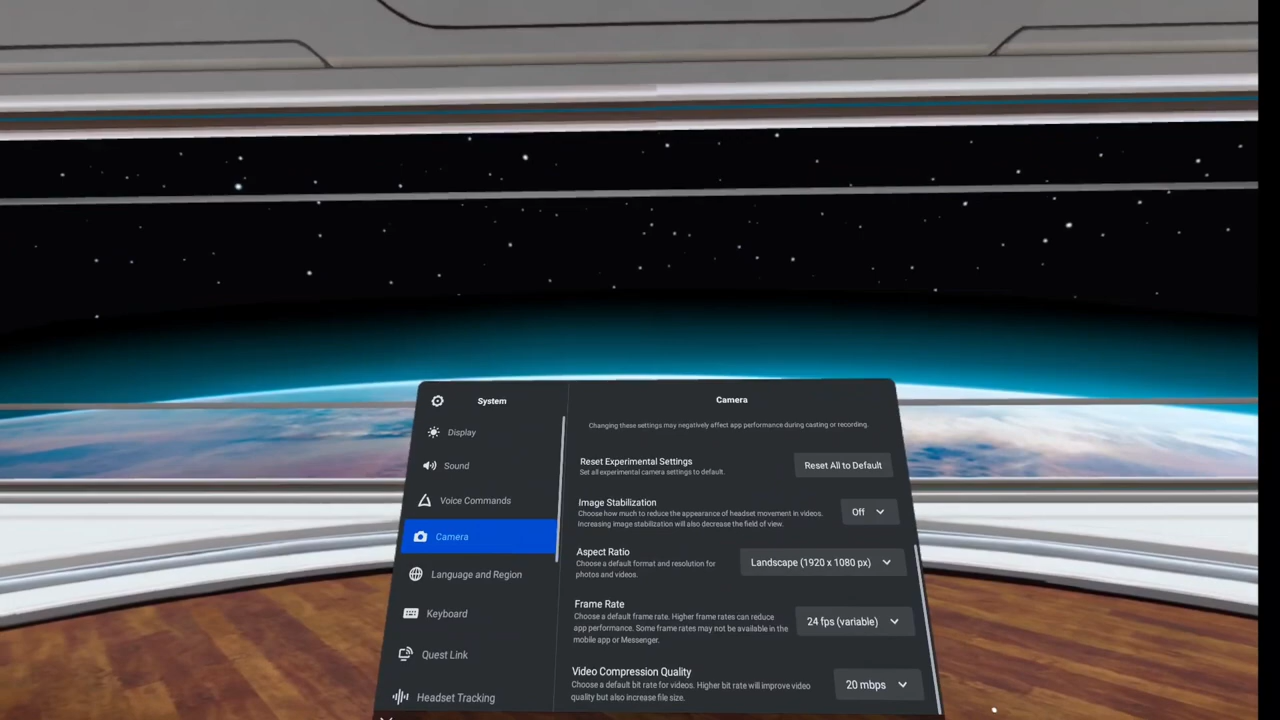 System
Display
Sound
Voice Commands
Camera
Language and Region
Keyboard
Quest Link
Headset Tracking
Camera
Changing these settings may negatively affect app performance during casting or recording.
Reset Experimental Settings
Set all experimental camera settings to default.
Reset All to Default
Image Stabilization
Choose how much to reduce the appearance of headset movement in videos.
Increasing image stabilization will also decrease the field of view.
Off
Aspect Ratio
Choose a default format and resolution for
photos and videos.
Landscape (1920 x 1080 px)
Frame Rate
Choose a default frame rate. Higher frame rates can reduce
app performance. Some frame rates may not be available in the
mobile app or Messenger.
24 fps (variable)
Video Compression Quality
Choose a default bit rate for videos. Higher bit rate will improve video
quality but also increase file size.
20 mbps